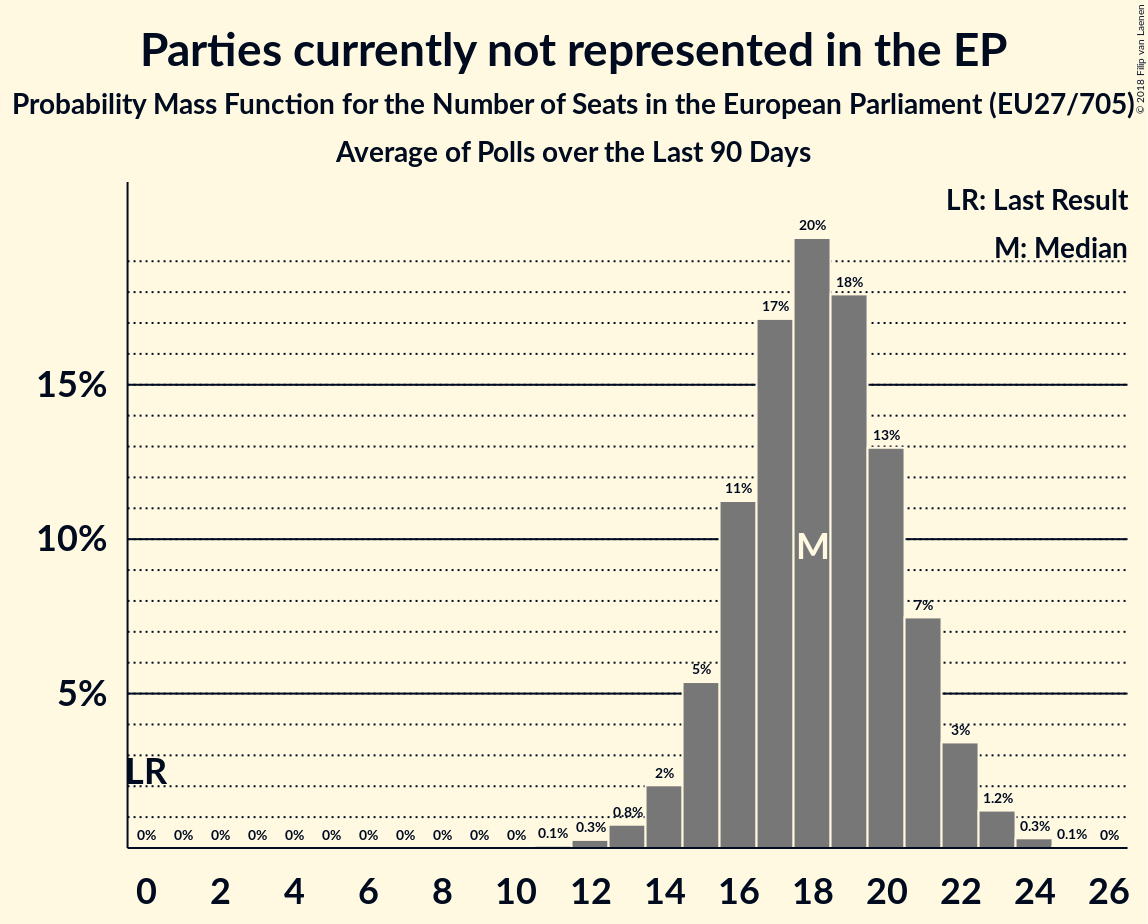 Parties currently not represented in the EP
Probability Mass Function for the Number of Seats in the European Parliament (EU27/705)
Average of Polls over the Last 90 Days
© 2018 Filip van Laenen
LR: Last Result
M: Median
20%
18%
17%
15%
13%
11%
10%
M
7%
5%
5%
3%
LR
2%
1.2%
0.8%
0% 0% 0% 0% 0% 0% 0% 0% 0% 0% 0% 0.1% 0.3% 0.3% 0.1% 0%
0 2 4 6 8 10 12 14 16 18 20 22 24 26